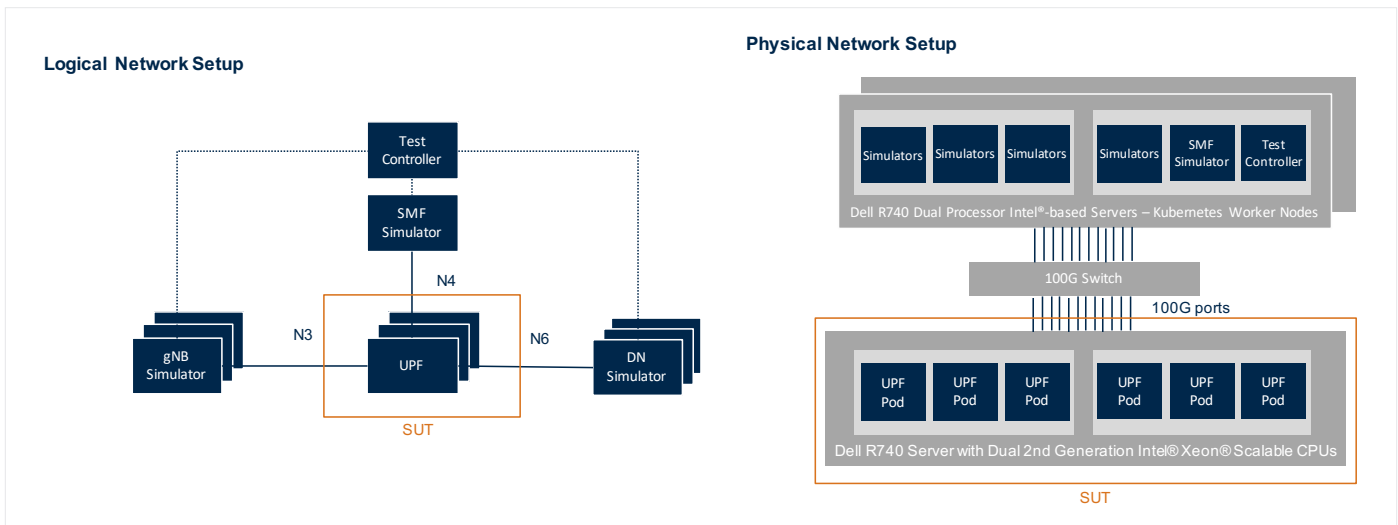 Logical Network Setup
Test
Controller
SMF
Simulator
N4
N3
N6
gNB
Simulator
UPF
DN
Simulator
SUT
Physical Network Setup
Simulators
Simulators
Simulators
Simulators
SMF
Simulator
Test
Controller
Dell R740 Dual Processor Intel®-based Servers – Kubernetes Worker Nodes
100G Switch
100G ports
UPF
Pod
UPF
Pod
UPF
Pod
UPF
Pod
UPF
Pod
UPF
Pod
Dell R740 Server with Dual 2nd Generation Intel® Xeon® Scalable CPUs
SUT